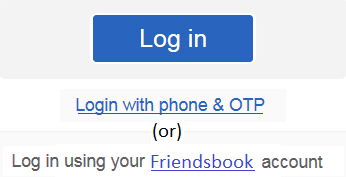 Log in
Login with phone & OTP
(or)
Log in using your Friendsbook account